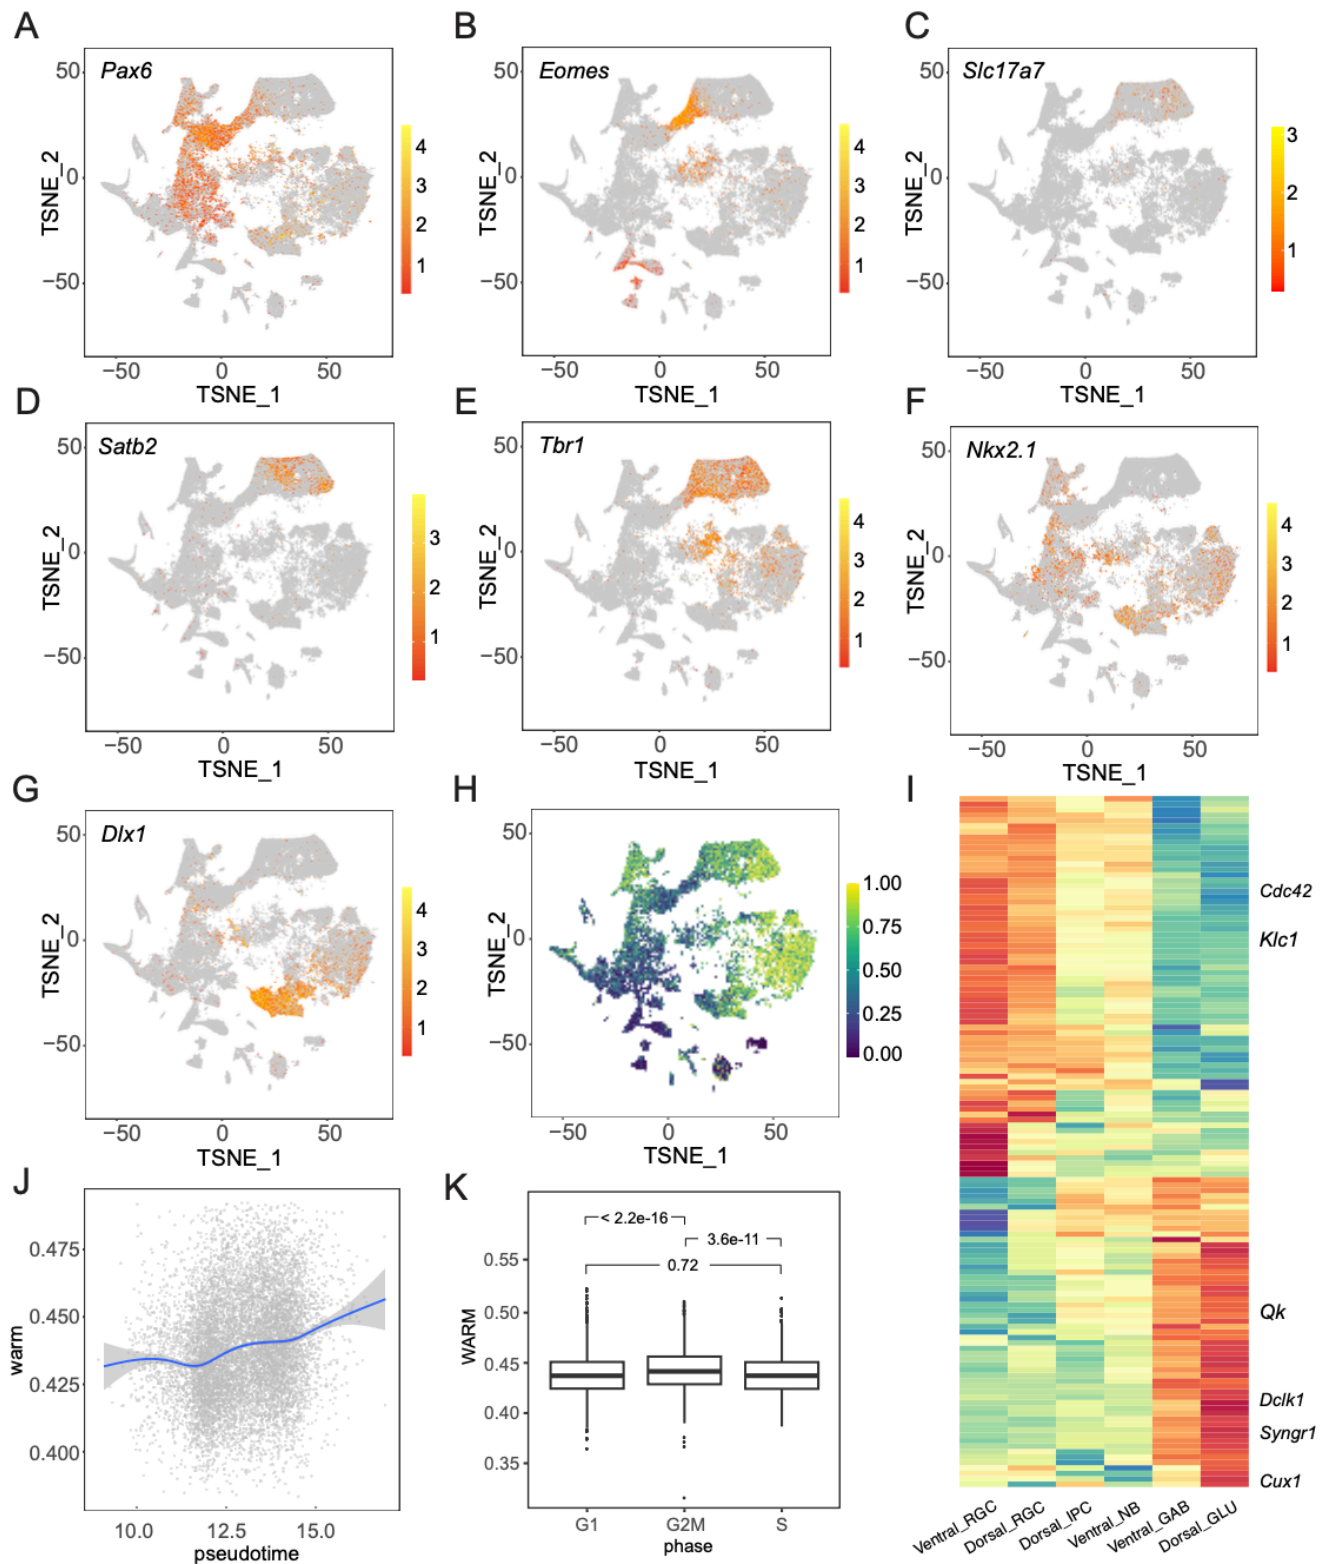 A
Pax6
50
0
−50
TSNE_2
−50
0
50
TSNE_1
4
3
2
1
B
Eomes
50
0
−50
TSNE_2
−50
0
50
TSNE_1
4
3
2
1
C
Slc17a7
50
0
−50
TSNE_2
−50
0
50
TSNE_1
3
2
1
D
Satb2
50
0
−50
TSNE_2
−50
0
50
TSNE_1
3
2
1
E
Tbr1
50
0
−50
TSNE_2
−50
0
50
TSNE_1
4
3
2
1
F
Nkx2.1
50
0
−50
TSNE_2
−50
0
50
TSNE_1
4
3
2
1
G
Dlx1
50
0
−50
TSNE_2
−50
0
50
TSNE_1
4
3
2
1
H
50
0
−50
TSNE_2
−50
0
50
TSNE_1
1.00
0.75
0.50
0.25
0.00
I
Cdc42
Klc1
Qk
Dclk1
Syngr1
Cux1
Ventral_RGC
Dorsal_RGC
Dorsal_IPC
Ventral_NB
Ventral_GAB
Dorsal_GLU
J
0.475
0.450
0.425
0.400
warm
10.0
12.5
15.0
pseudotime
K
< 2.2e-16
3.6e-11
0.72
0.55
0.50
0.45
0.40
0.35
WARM
G1
G2M
S
phase